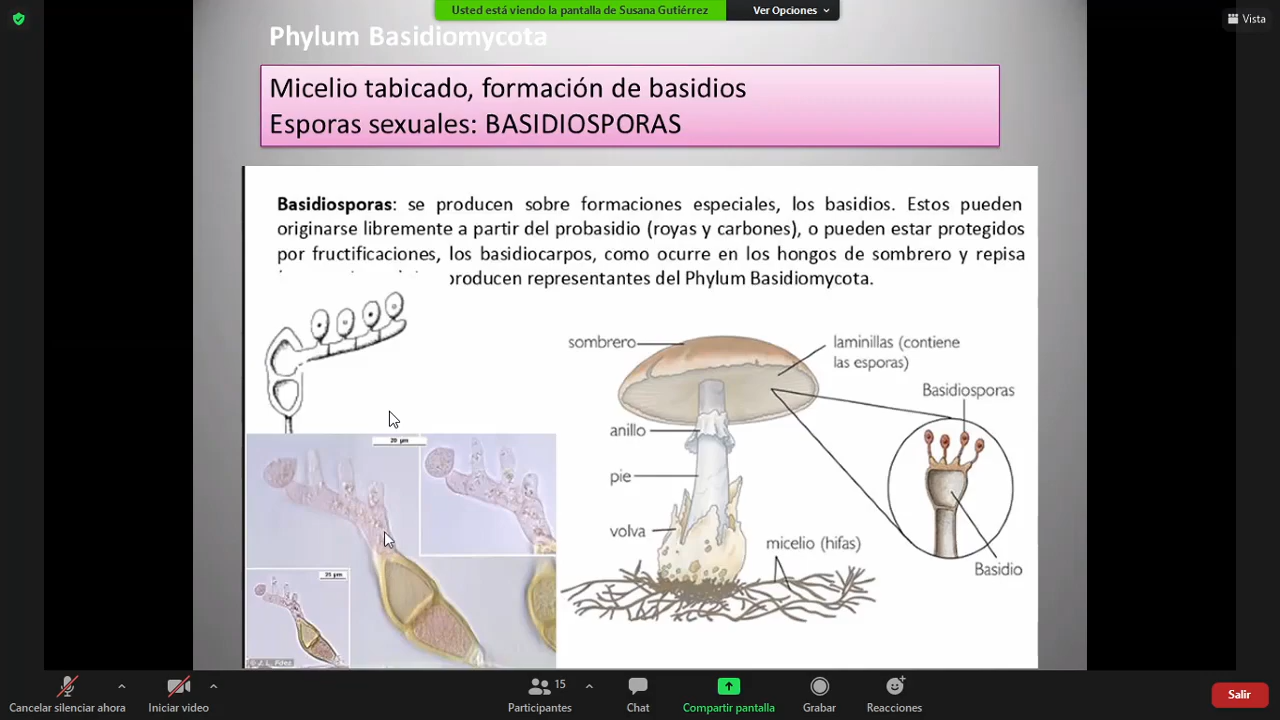 Usted está viendo la pantalla de Susana Gutiérrez
Ver Opciones
Vista
Phylum Basidiomycota
Micelio tabicado, formación de basidios
Esporas sexuales: BASIDIOSPORAS
Basidiosporas: se producen sobre formaciones especiales, los basidios. Estos pueden
originarse libremente a partir del probasidio (royas y carbones), o pueden estar protegidos
por fructificaciones, los basidiocarpos, como ocurre en los hongos de sombrero y repisa
producen representantes del Phylum Basidiomycota.
sombrero
laminillas (contiene
las esporas)
Basidiosporas
anillo
pie
volva
micelio (hifas)
Basidio
20 µm
Cancelar silenciar ahora
Iniciar video
15
Participantes
Chat
Compartir pantalla
Grabar
Reacciones
Salir